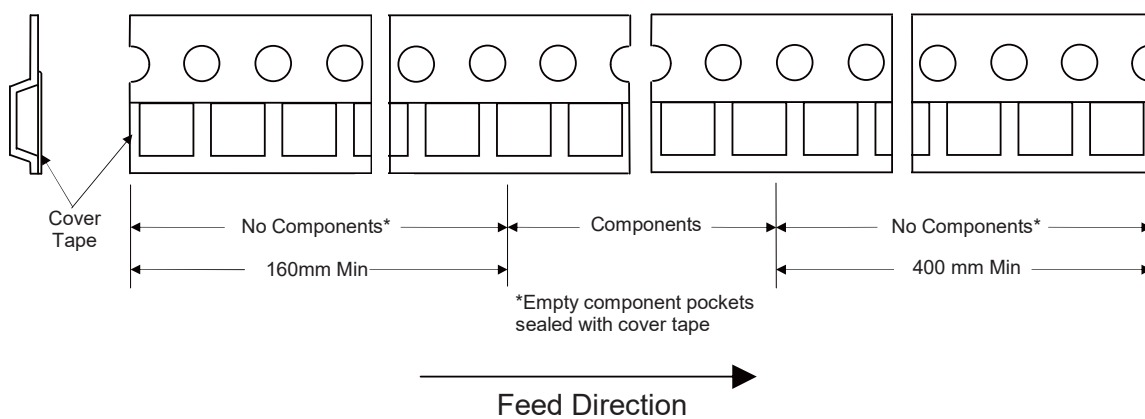 Cover
Tape
No Components*
Components
No Components*
160mm Min
400 mm Min
*Empty component pockets
sealed with cover tape
Feed Direction